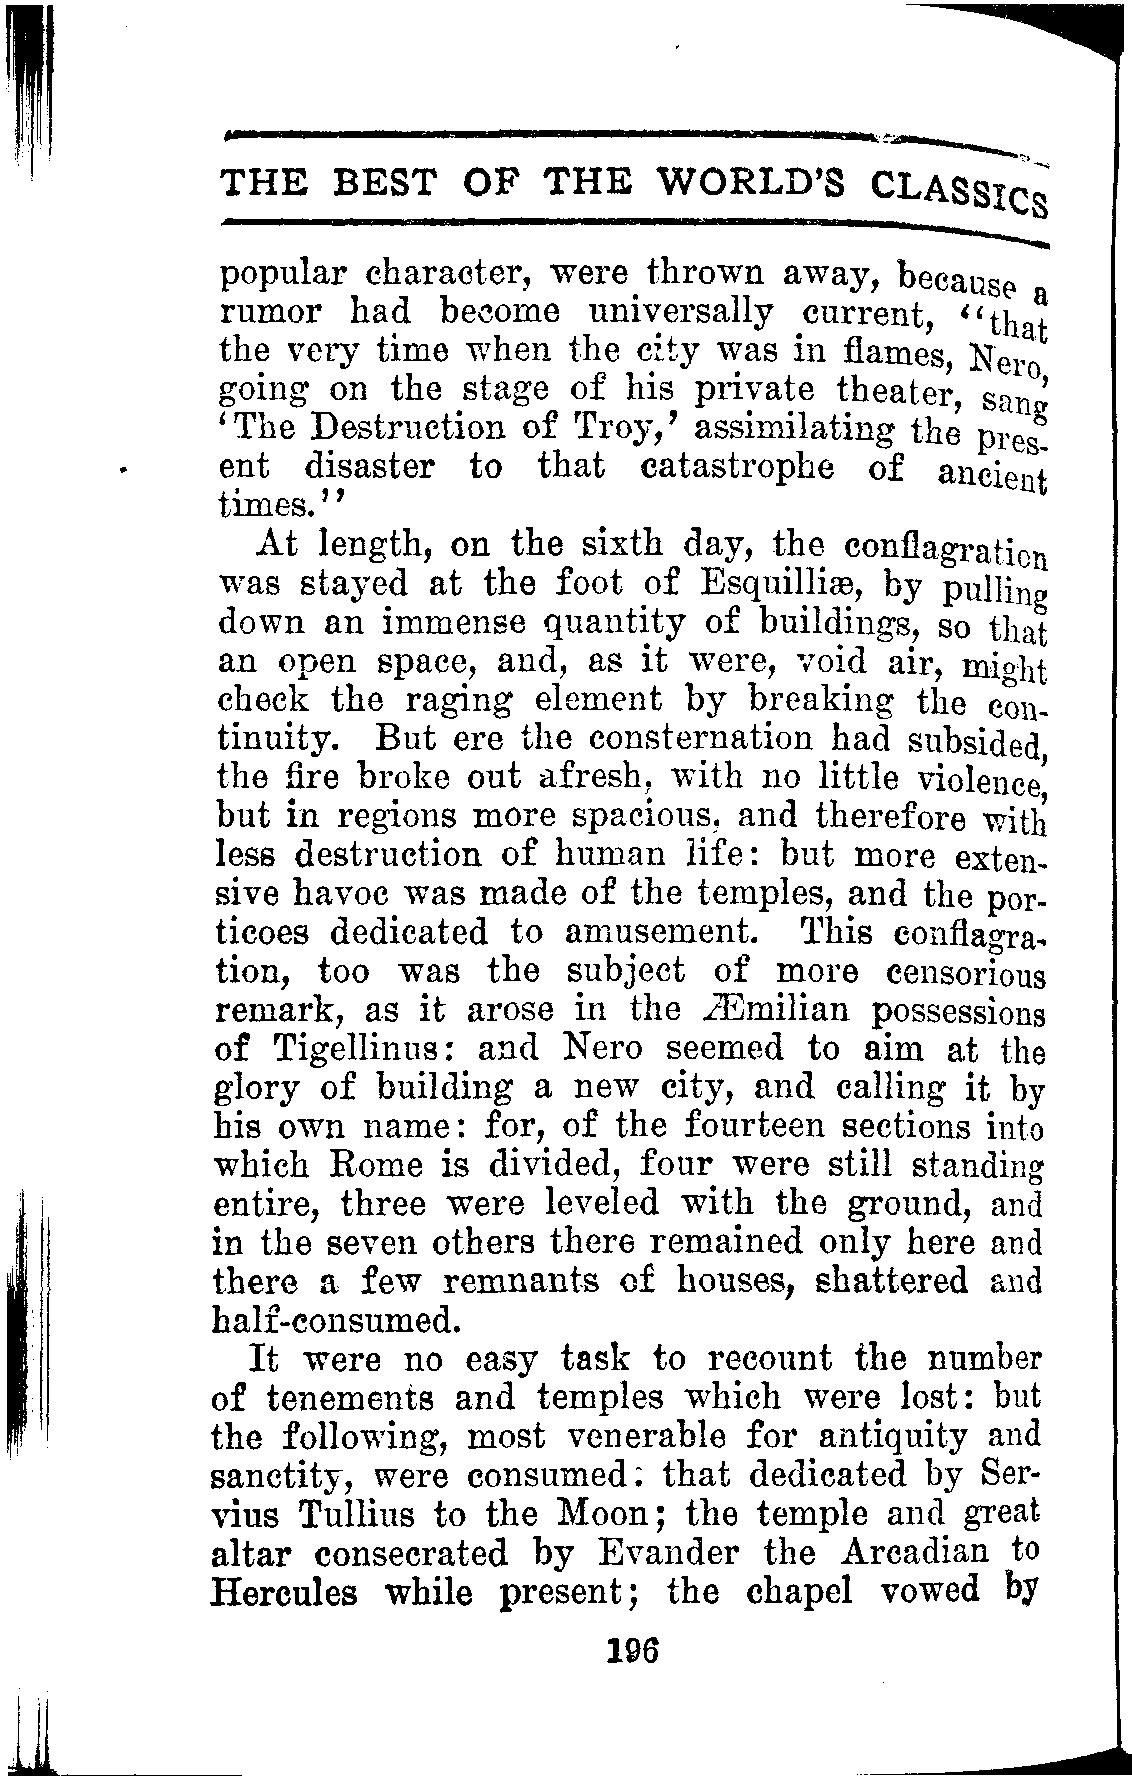 THE BEST OF THE WORLD'S CLASSICS
popular character, were thrown away, because a
rumor had become universally current, "that
the very time when the city was in flames, Nero,
going on the stage of his private theater, sang
'The Destruction of Troy,' assimilating the pres-
ent disaster to that catastrophe of ancient
times."
At length, on the sixth day, the conflagration
was stayed at the foot of Esquilliæ, by pulling
down an immense quantity of buildings, so that
an open space, and, as it were, void air, might
check the raging element by breaking the con-
tinuity. But ere the consternation had subsided,
the fire broke out afresh, with no little violence,
but in regions more spacious, and therefore with
less destruction of human life: but more exten-
sive havoc was made of the temples, and the por-
ticoes dedicated to amusement. This conflagra-
tion, too was the subject of more censorious
remark, as it arose in the Æmilian possessions
of Tigellinus: and Nero seemed to aim at the
glory of building a new city, and calling it by
his own name: for, of the fourteen sections into
which Rome is divided, four were still standing
entire, three were leveled with the ground, and
in the seven others there remained only here and
there a few remnants of houses, shattered and
half-consumed.
It were no easy task to recount the number
of tenements and temples which were lost: but
the following, most venerable for antiquity and
sanctity, were consumed: that dedicated by Ser-
vius Tullius to the Moon; the temple and great
altar consecrated by Evander the Arcadian to
Hercules while present; the chapel vowed by
196